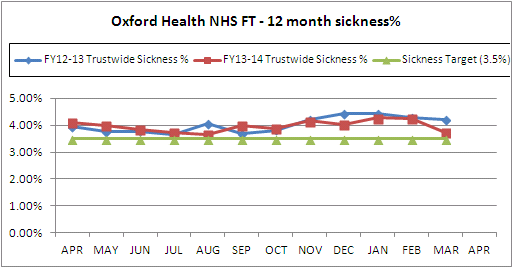 Oxford Health NHS FT - 12 month sickness%
FY12-13 Trustwide Sickness % FY13-14 Trustwide Sickness % Sickness Target (3.5%)
5.00%
4.00%
3.00%
2.00%
1.00%
0.00%
APR MAY JUN JUL AUG SEP OCT NOV DEC JAN FEB MAR APR